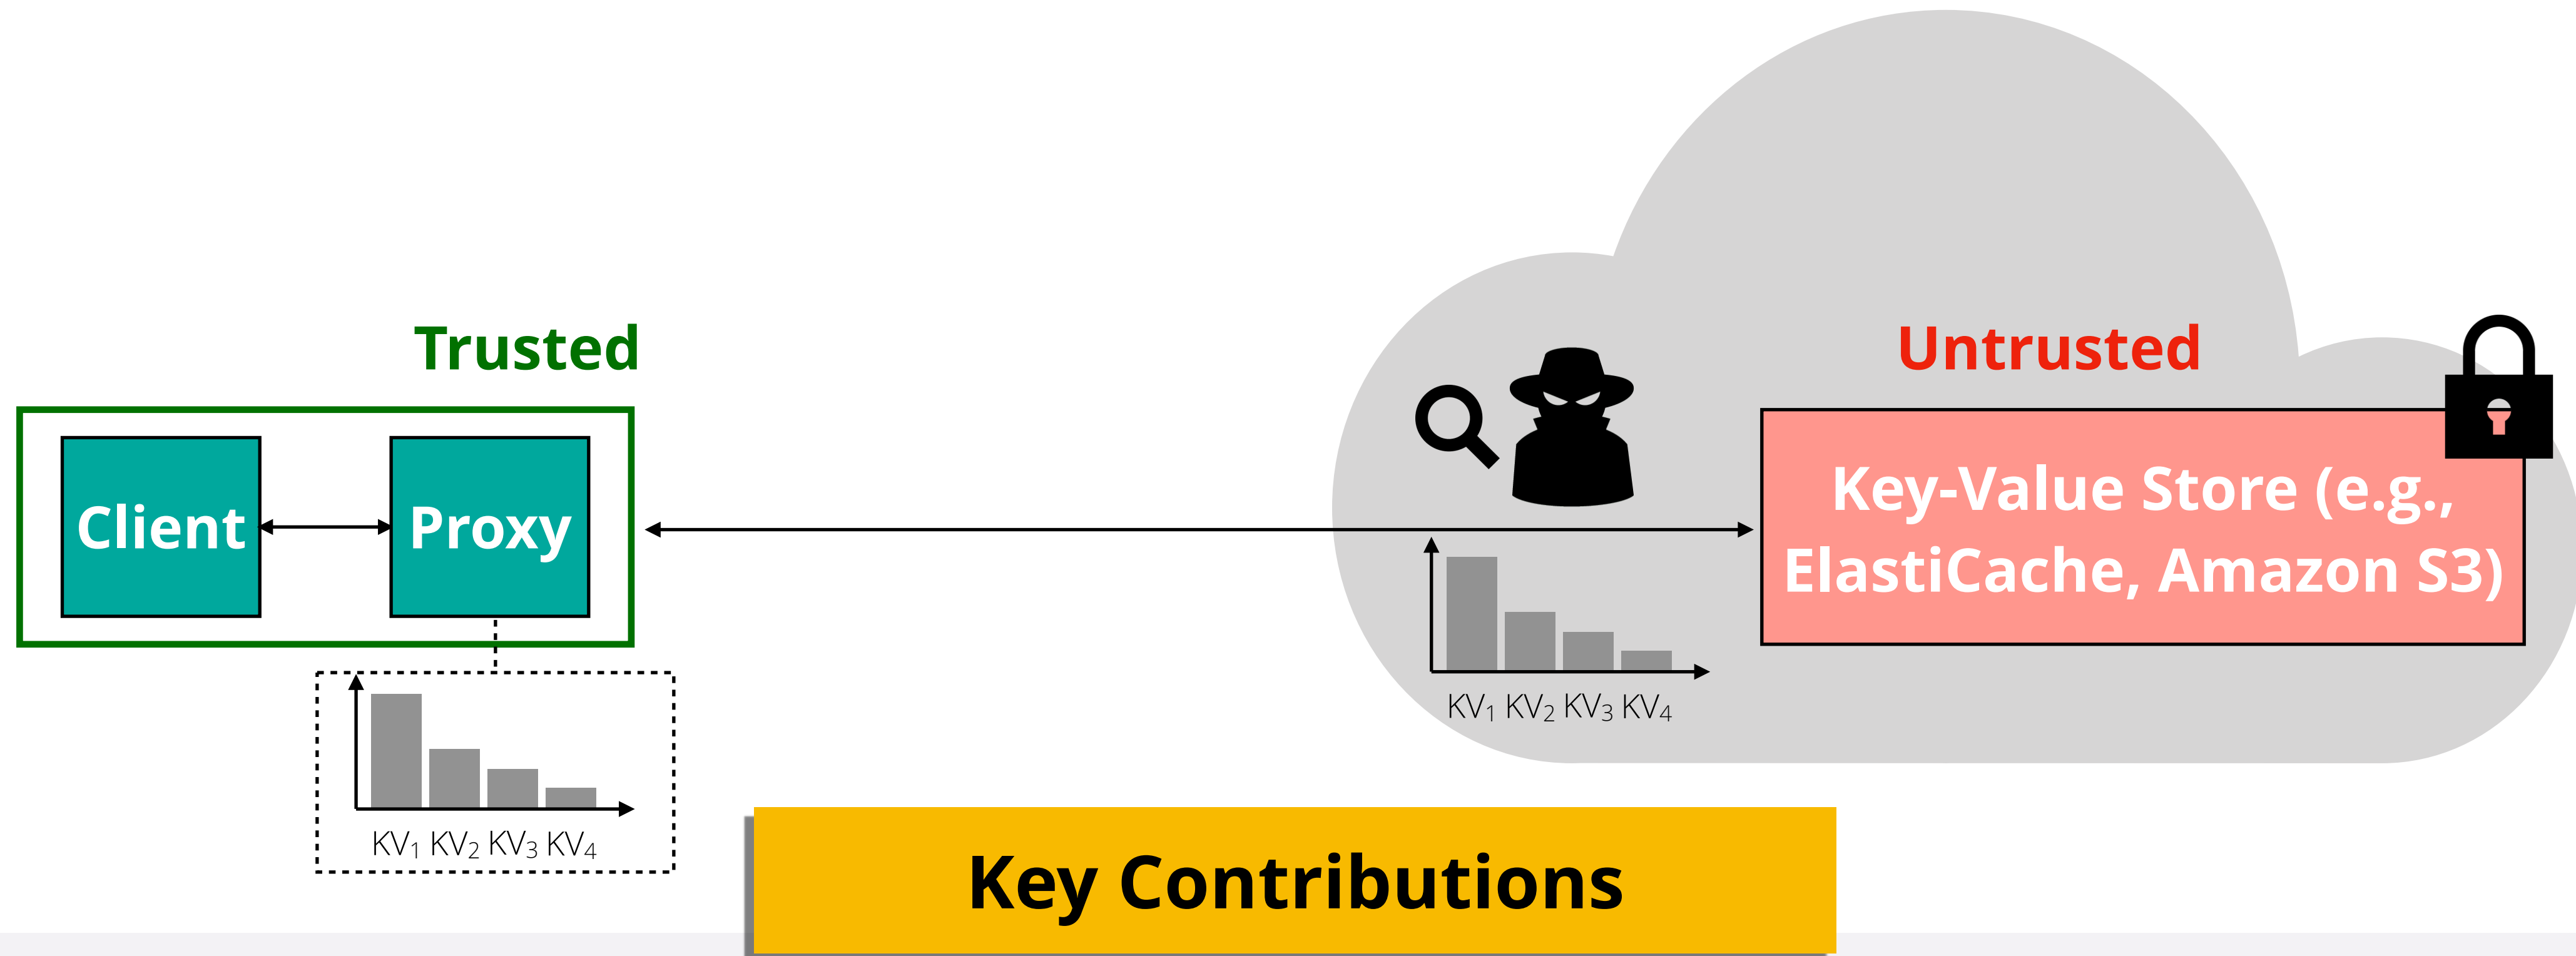 Trusted
Untrusted
Client
Proxy
Key-Value Store (e.g.,
ElastiCache, Amazon S3)
KV₁ KV₂ KV₃ KV₄
KV₁ KV₂ KV₃ KV₄
Key Contributions